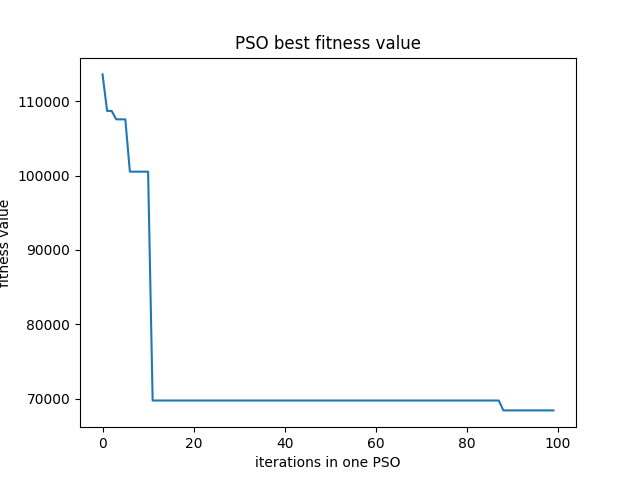 PSO best fitness value
110000
100000
90000
80000
70000
fitness value
0 20 40 60 80 100
iterations in one PSO